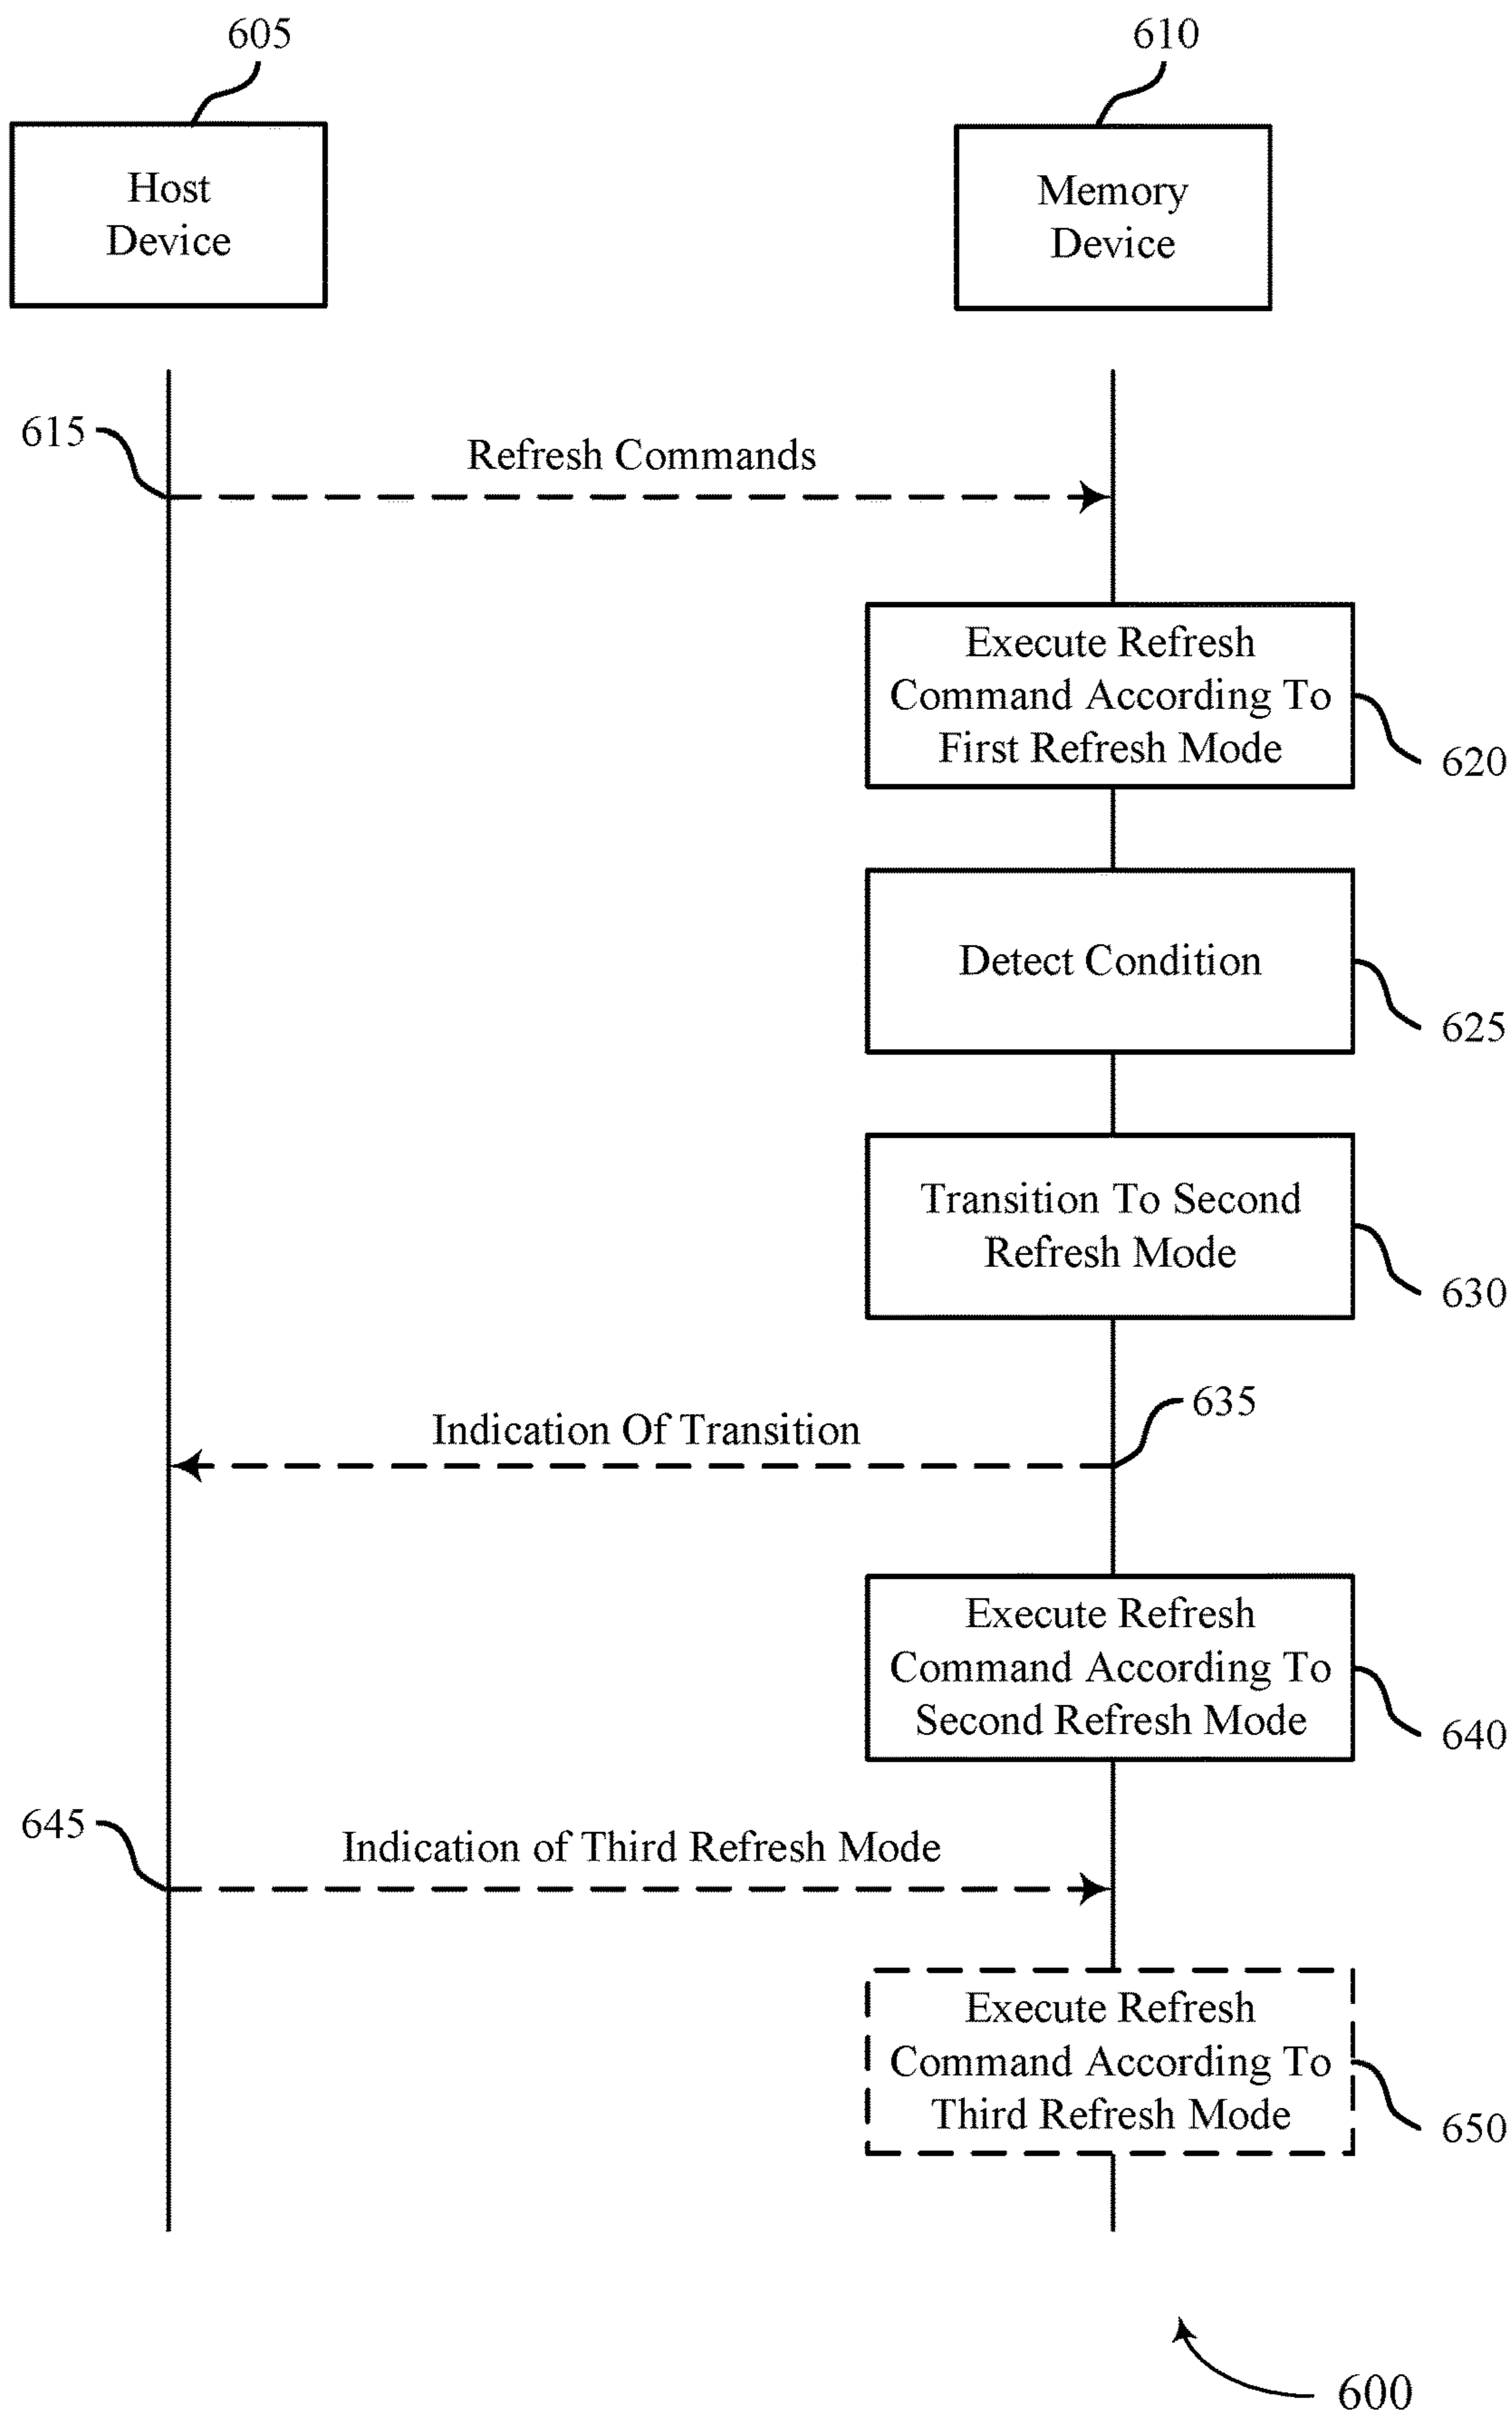 605
610
Host
Device
Memory
Device
615
Refresh Commands
Execute Refresh
Command According To
First Refresh Mode
620
Detect Condition
625
Transition To Second
Refresh Mode
630
635
Indication Of Transition
Execute Refresh
Command According To
Second Refresh Mode
640
645
Indication of Third Refresh Mode
Execute Refresh
Command According To
Third Refresh Mode
650
600